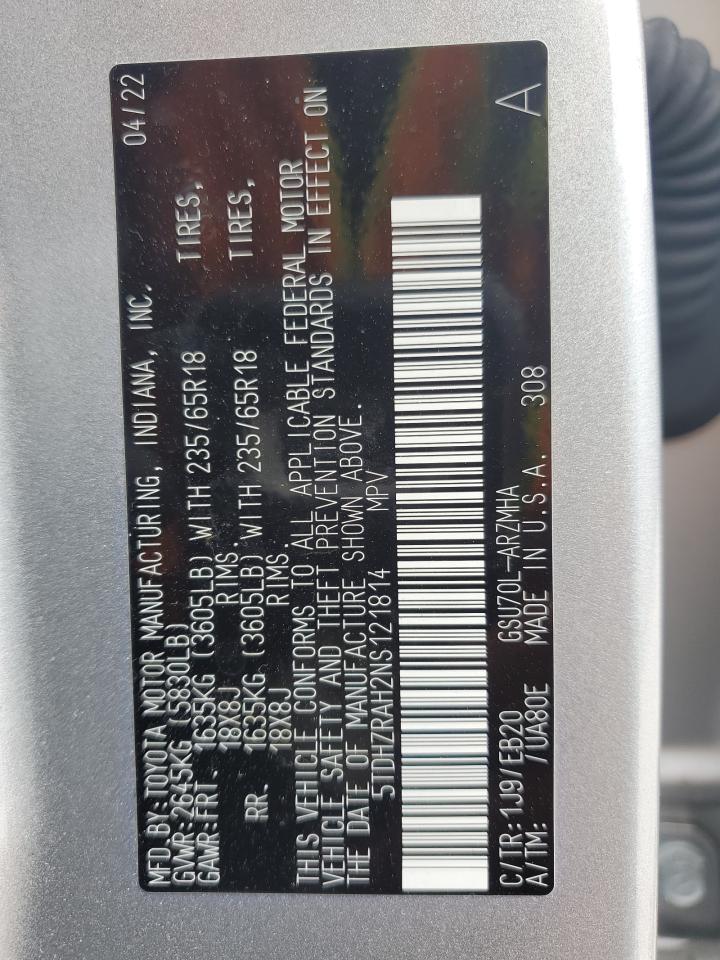 MFD.BY:TOYOTA MOTOR MANUFACTURING, INDIANA, INC. 04/22
GVWR:2645KG (5830LB)
GAWR:FRT. 1635KG (3605LB) WITH 235/65R18 TIRES,
18X8J RIMS.
RR. 1635KG (3605LB) WITH 235/65R18 TIRES,
18X8J RIMS.
THIS VEHICLE CONFORMS TO ALL APPLICABLE FEDERAL MOTOR
VEHICLE SAFETY AND THEFT PREVENTION STANDARDS IN EFFECT ON
THE DATE OF MANUFACTURE SHOWN ABOVE.
5TDHZRAH2NS121814 MPV
C/TR:1J9/EB20 GSU70L-ARZMHA
A/TM: /UA80E MADE IN U.S.A. 308 A